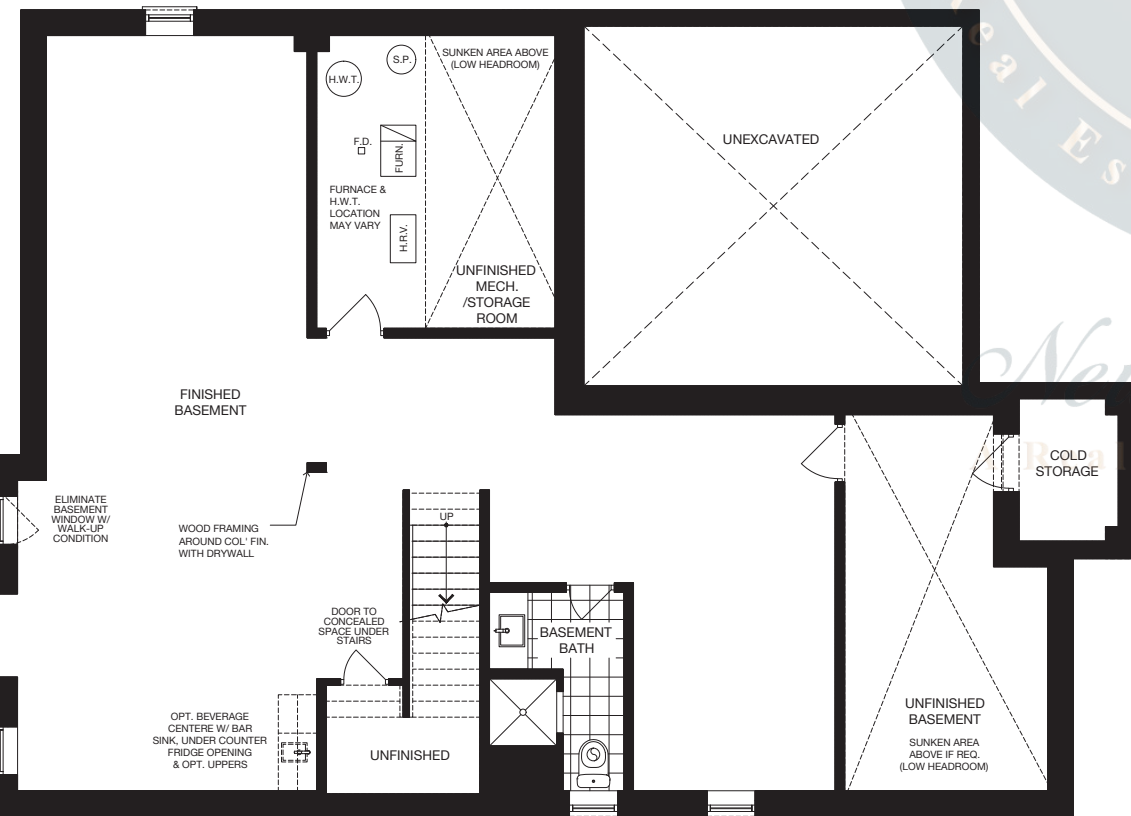 H.W.T.
S.P.
SUNKEN AREA ABOVE
(LOW HEADROOM)
F.D.
FURN.
FURNACE &
H.W.T.
LOCATION
MAY VARY
H.R.V.
UNFINISHED
MECH.
/STORAGE
ROOM
UNEXCAVATED
Real Es
FINISHED
BASEMENT
COLD
STORAGE
ELIMINATE
BASEMENT
WINDOW W/
WALK-UP
CONDITION
WOOD FRAMING
AROUND COL' FIN.
WITH DRYWALL
UP
DOOR TO
CONCEALED
SPACE UNDER
STAIRS
BASEMENT
BATH
OPT. BEVERAGE
CENTERE W/ BAR
SINK, UNDER COUNTER
FRIDGE OPENING
& OPT. UPPERS
UNFINISHED
UNFINISHED
BASEMENT
SUNKEN AREA
ABOVE IF REQ.
(LOW HEADROOM)